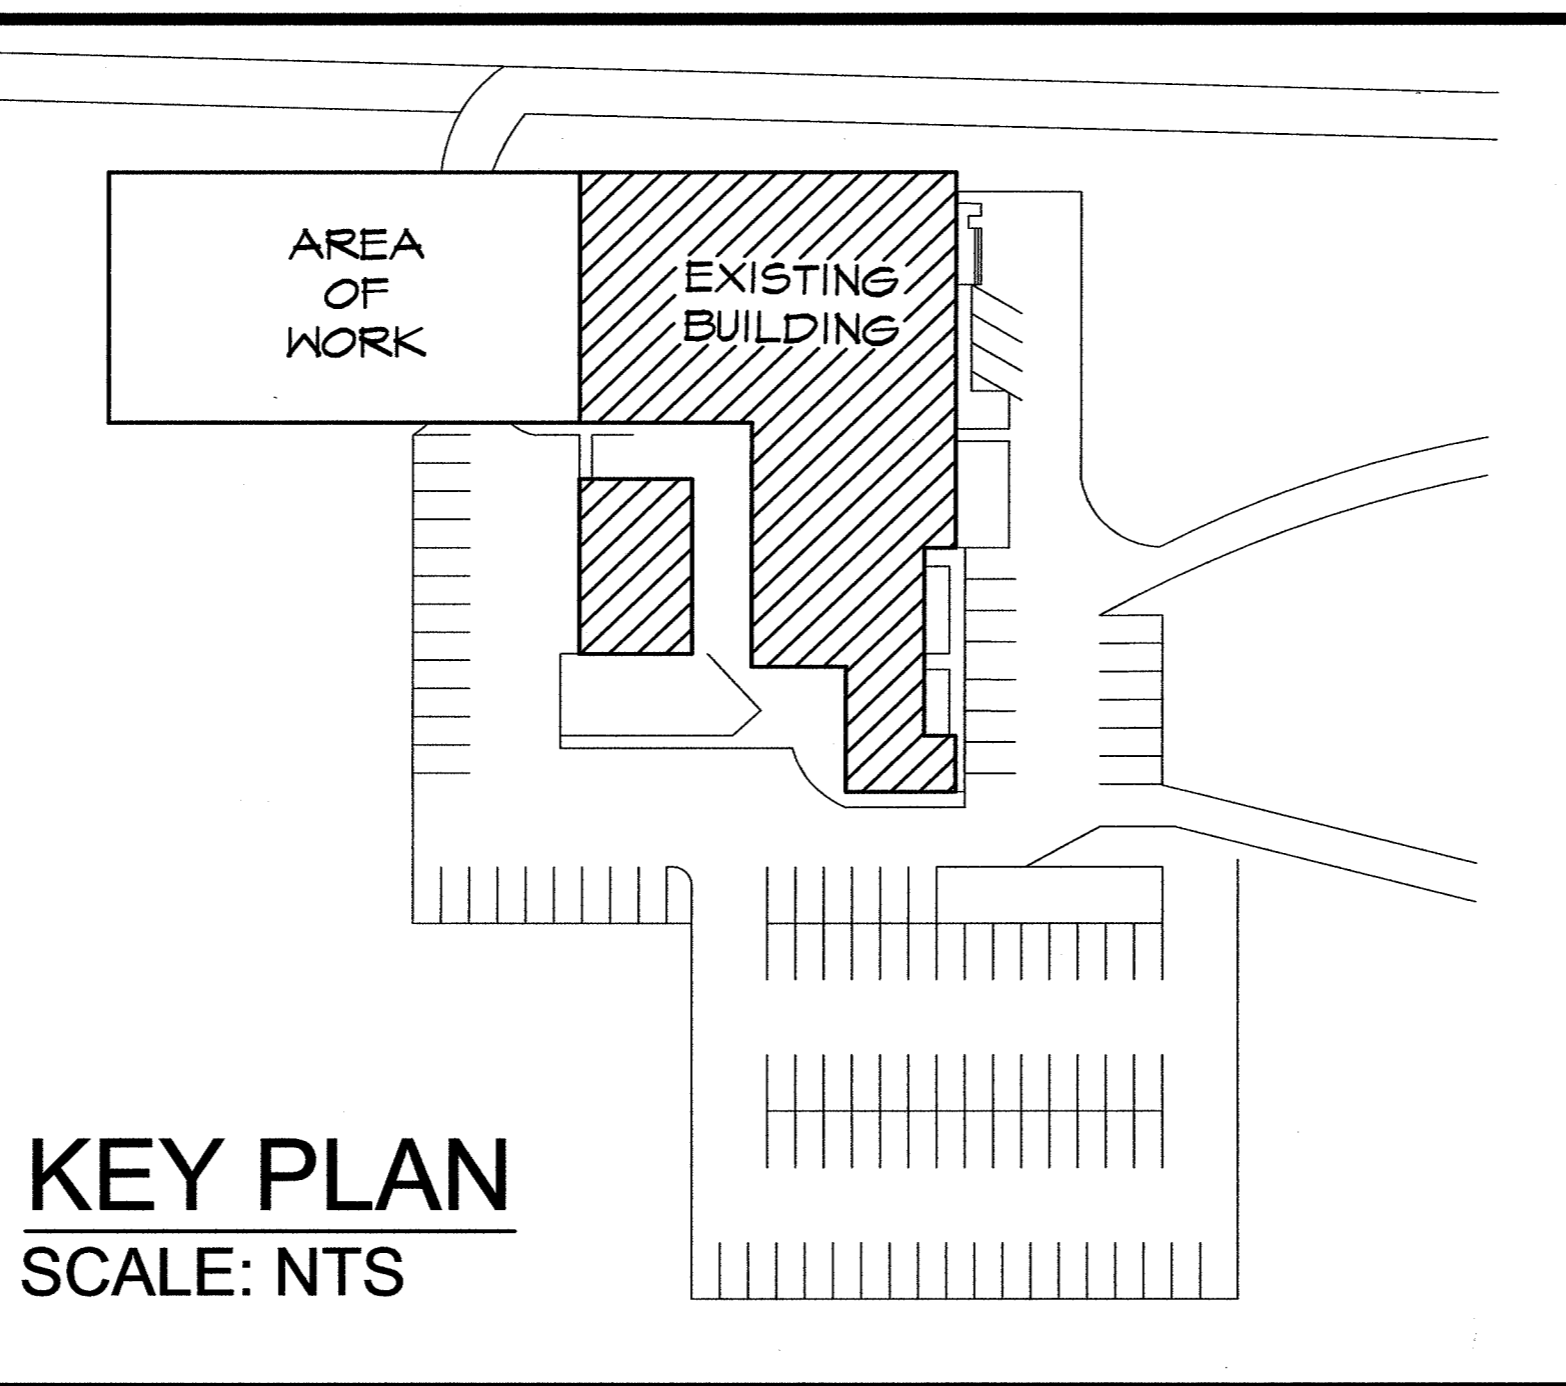 AREA
OF
WORK
EXISTING
BUILDING
KEY PLAN
SCALE: NTS